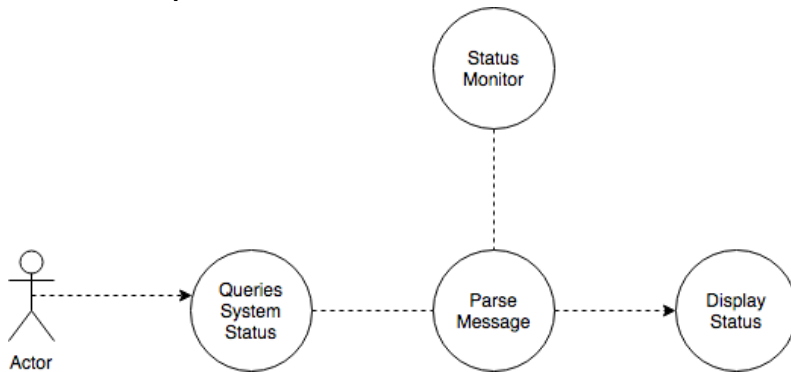 Status
Monitor
Queries
System
Status
Parse
Message
Display
Status
Actor